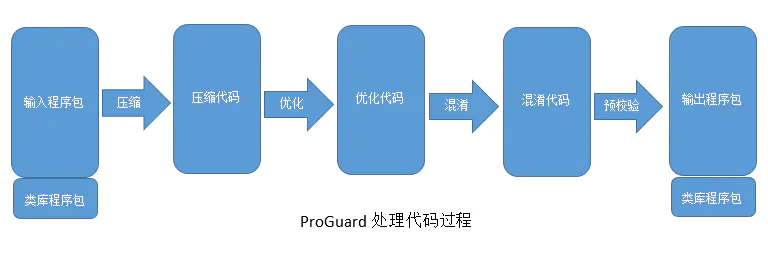 输入程序包
压缩
压缩代码
优化
优化代码
混淆
混淆代码
预校验
输出程序包
类库程序包
类库程序包
ProGuard 处理代码过程